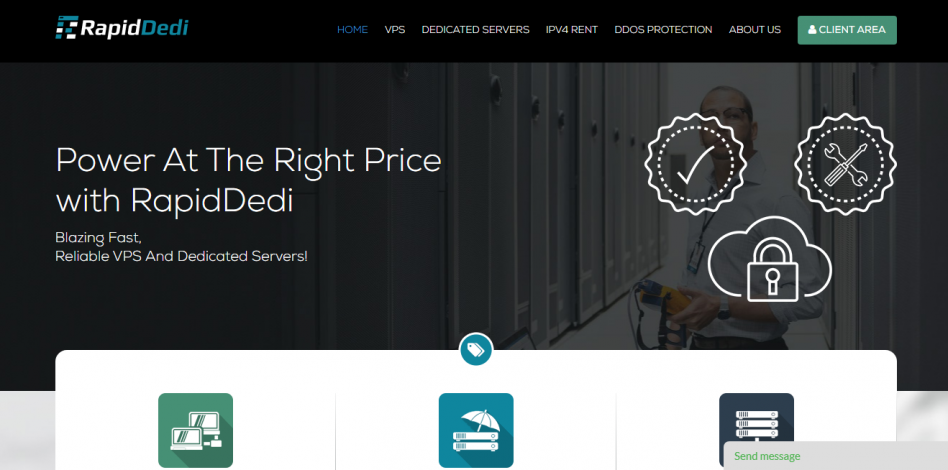 RapidDedi
HOME
VPS
DEDICATED SERVERS
IPV4 RENT
DDOS PROTECTION
ABOUT US
CLIENT AREA
Power At The Right Price
with RapidDedi
Blazing Fast,
Reliable VPS And Dedicated Servers!
Send message